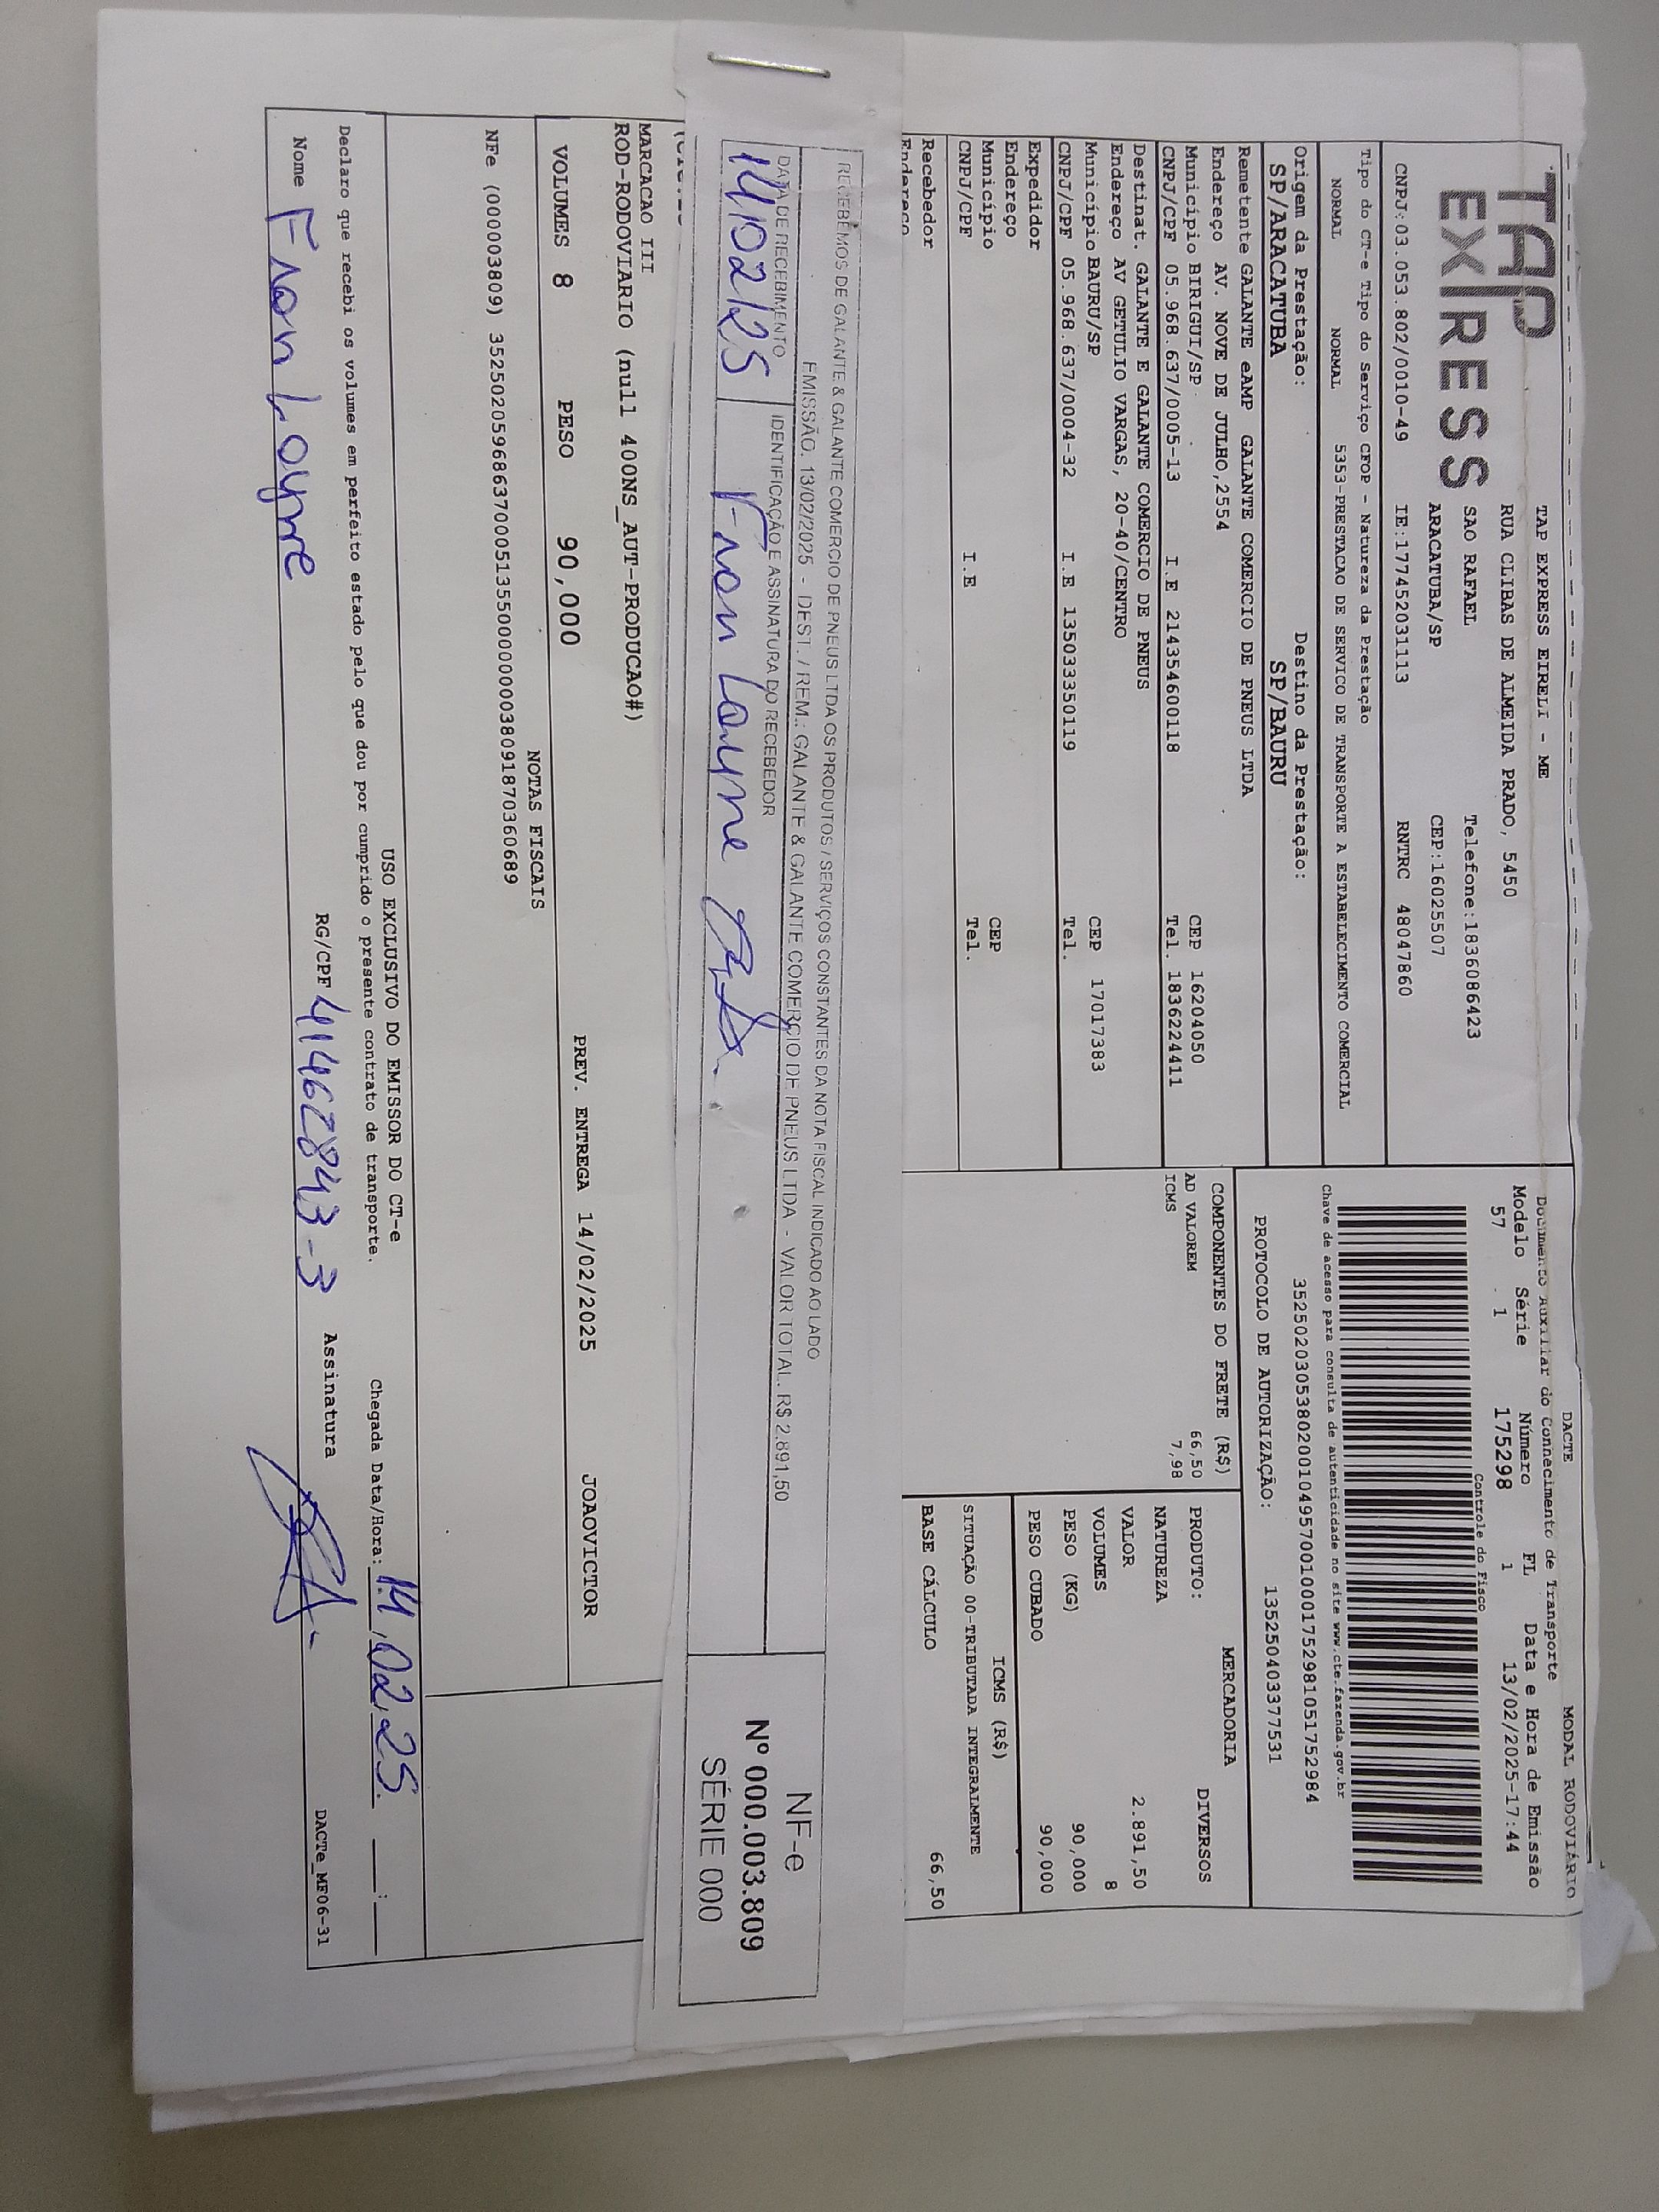 DACTE MODAL RODOVIÁRIO
TAP EXPRESS
TAP EXPRESS EIRELI - ME
RUA CLIBAS DE ALMEIDA PRADO, 5450
SAO RAFAEL Telefone:1836086423
ARACATUBA/SP CEP:16025507
CNPJ:03.053.802/0010-49 IE:177452031113 RNTRC 48047860
Documento Auxiliar do Conhecimento de Transporte
Modelo Série Número FL Data e Hora de Emissão
57 1 175298 1 13/02/2025-17:44
Controle do Fisco
Chave de acesso para consulta de autenticidade no site www.cte.fazenda.gov.br
35250203053802001049570010001752981051752984
PROTOCOLO DE AUTORIZAÇÃO: 135250403377531
Tipo do CT-e Tipo do Serviço CFOP - Natureza da Prestação
NORMAL NORMAL 5353-PRESTACAO DE SERVICO DE TRANSPORTE A ESTABELECIMENTO COMERCIAL
Origem da Prestação: Destino da Prestação:
SP/ARACATUBA SP/BAURU
Remetente GALANTE eAMP GALANTE COMERCIO DE PNEUS LTDA
Endereço AV. NOVE DE JULHO,2554
Município BIRIGUI/SP CEP 16204050
CNPJ/CPF 05.968.637/0005-13 I.E 214354600118 Tel. 1836224411
Destinat. GALANTE E GALANTE COMERCIO DE PNEUS
Endereço AV GETULIO VARGAS, 20-40/CENTRO
Município BAURU/SP CEP 17017383
CNPJ/CPF 05.968.637/0004-32 I.E 135033350119 Tel.
Expedidor
Endereço
Município CEP
CNPJ/CPF I.E Tel.
Recebedor
Endereço
COMPONENTES DO FRETE (R$)
AD VALOREM 66,50
ICMS 7,98
MERCADORIA
PRODUTO: DIVERSOS
NATUREZA
VALOR 2.891,50
VOLUMES 8
PESO (KG) 90,000
PESO CUBADO 90,000
ICMS (R$)
SITUAÇÃO 00-TRIBUTADA INTEGRALMENTE
BASE CÁLCULO 66,50
RECEBEMOS DE GALANTE & GALANTE COMERCIO DE PNEUS LTDA OS PRODUTOS / SERVIÇOS CONSTANTES DA NOTA FISCAL INDICADO AO LADO
EMISSÃO: 13/02/2025 - DEST. / REM.: GALANTE & GALANTE COMERCIO DE PNEUS LTDA - VALOR TOTAL: R$ 2.891,50
DATA DE RECEBIMENTO IDENTIFICAÇÃO E ASSINATURA DO RECEBEDOR
14/02/25
NF-e
Nº 000.003.809
SÉRIE 000
MARCACAO III
ROD-RODOVIARIO (null 400NS_AUT-PRODUCAO#)
VOLUMES 8 PESO 90,000 PREV. ENTREGA 14/02/2025 JOAOVICTOR
NOTAS FISCAIS
NFe (000003809) 35250205968637000513550000000038091870360689
USO EXCLUSIVO DO EMISSOR DO CT-e
Declaro que recebi os volumes em perfeito estado pelo que dou por cumprido o presente contrato de transporte. Chegada Data/Hora: 14.02.25. __:__
Nome RG/CPF 41462843-3 Assinatura
DACTe_MF06-31